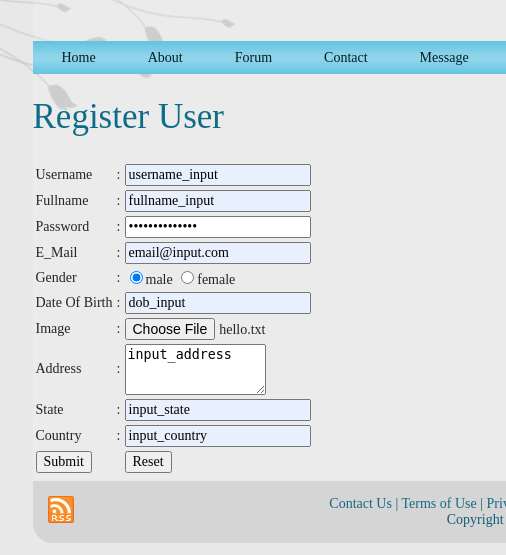 Home About Forum Contact Message
Register User
Username : username_input
Fullname : fullname_input
Password : ••••••••••••••
E_Mail : email@input.com
Gender : male female
Date Of Birth : dob_input
Image : Choose File hello.txt
Address : input_address
State : input_state
Country : input_country
Submit Reset
RSS
Contact Us | Terms of Use | Priv
Copyright